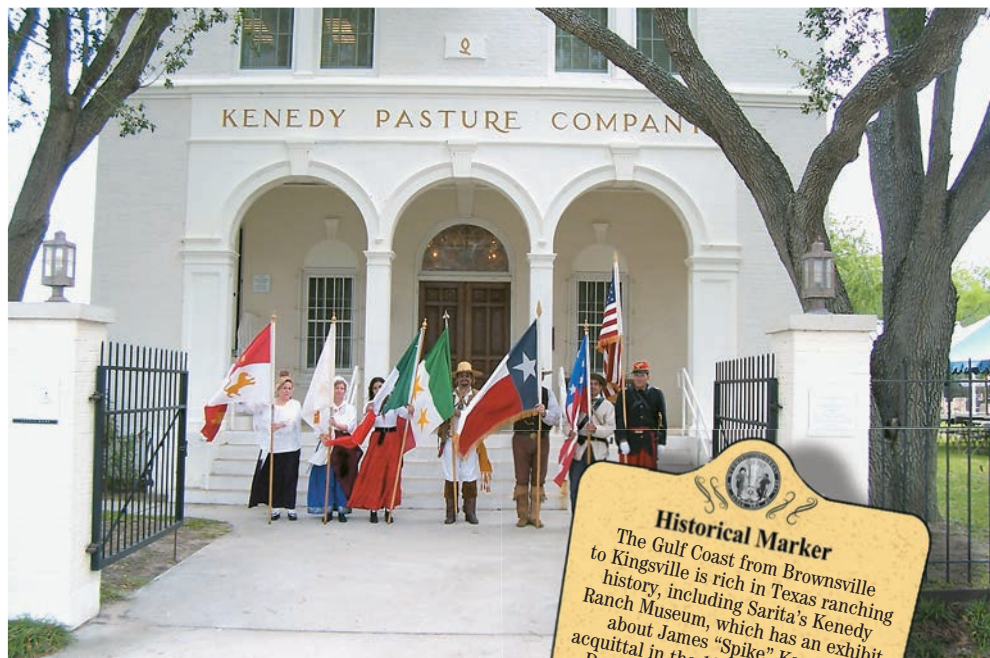 KENEDY PASTURE COMPANY
Historical Marker
The Gulf Coast from Brownsville
to Kingsville is rich in Texas ranching
history, including Sarita's Kenedy
Ranch Museum, which has an exhibit
about James “Spike”
acquittal in the